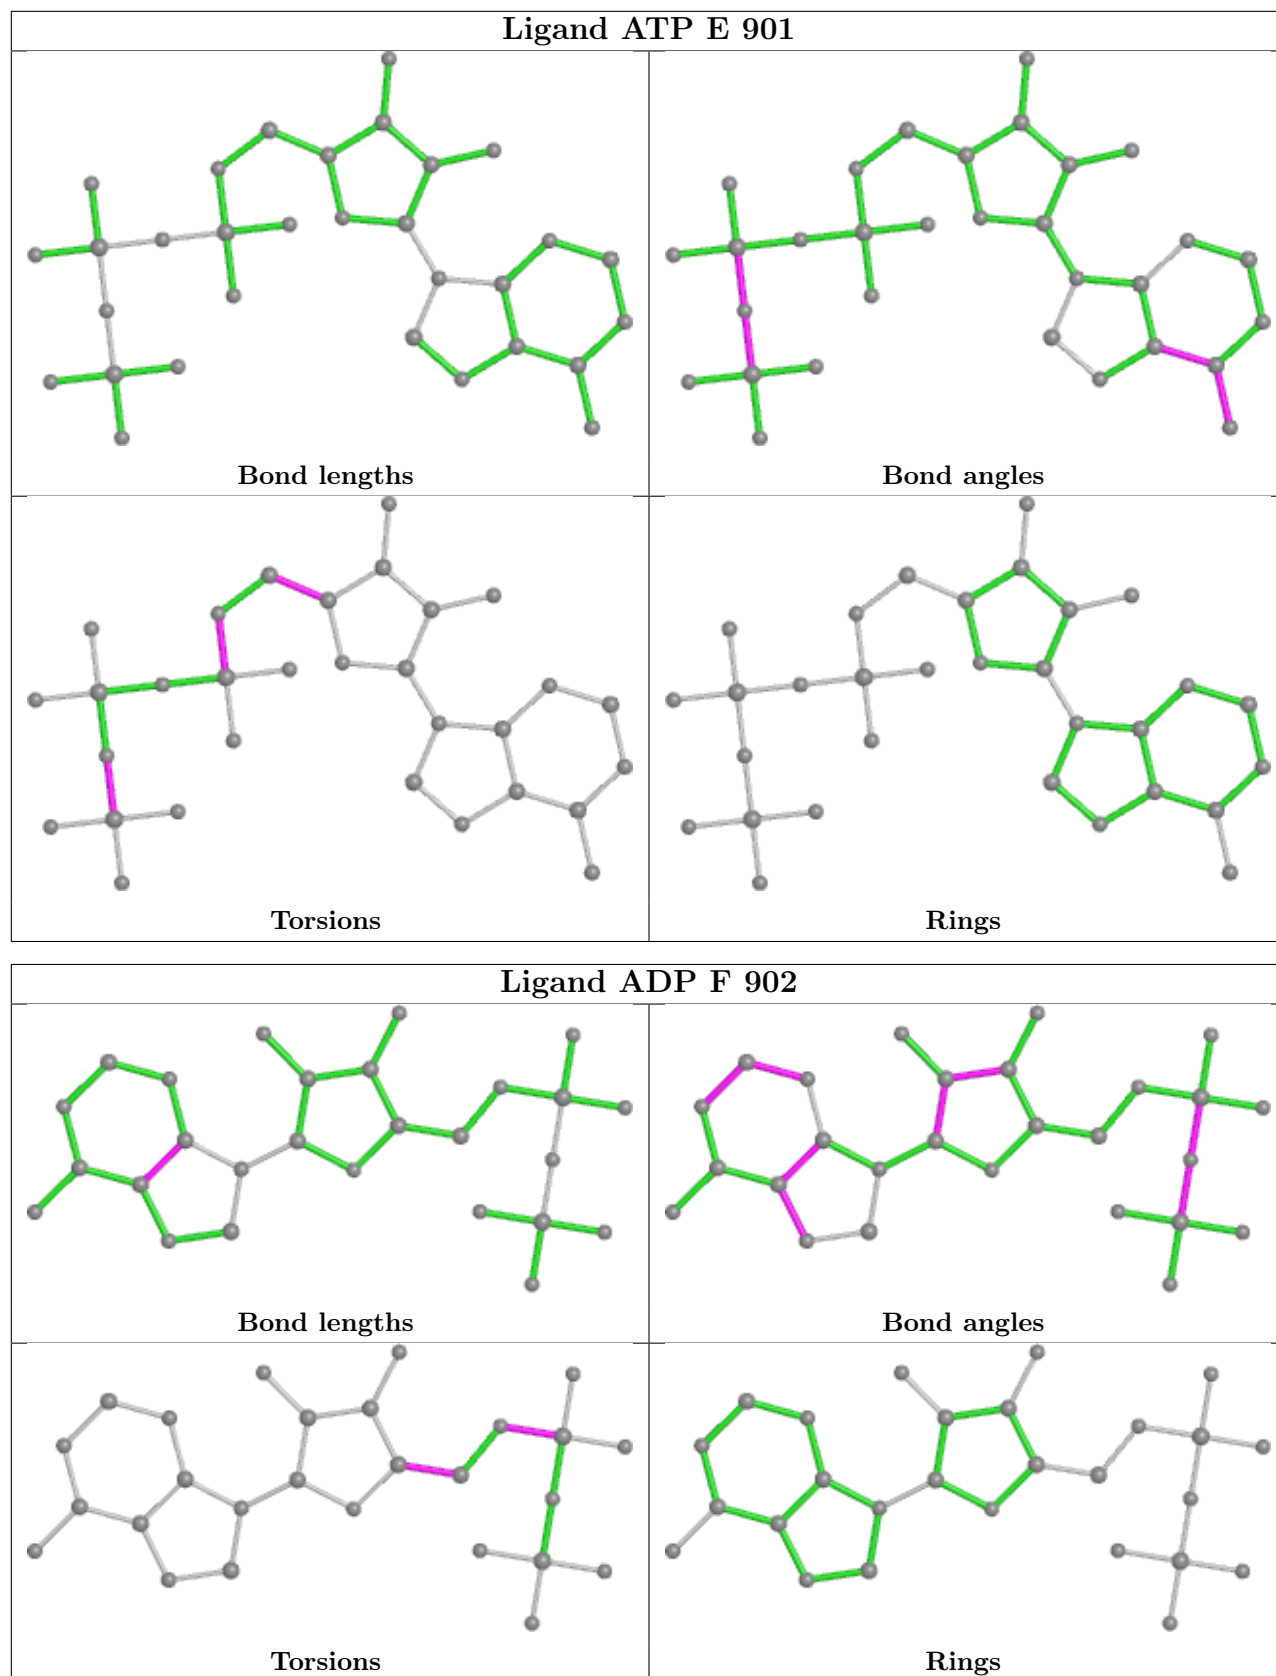 Ligand ATP E 901
Bond lengths
Bond angles
Torsions
Rings
Ligand ADP F 902
Bond lengths
Bond angles
Torsions
Rings